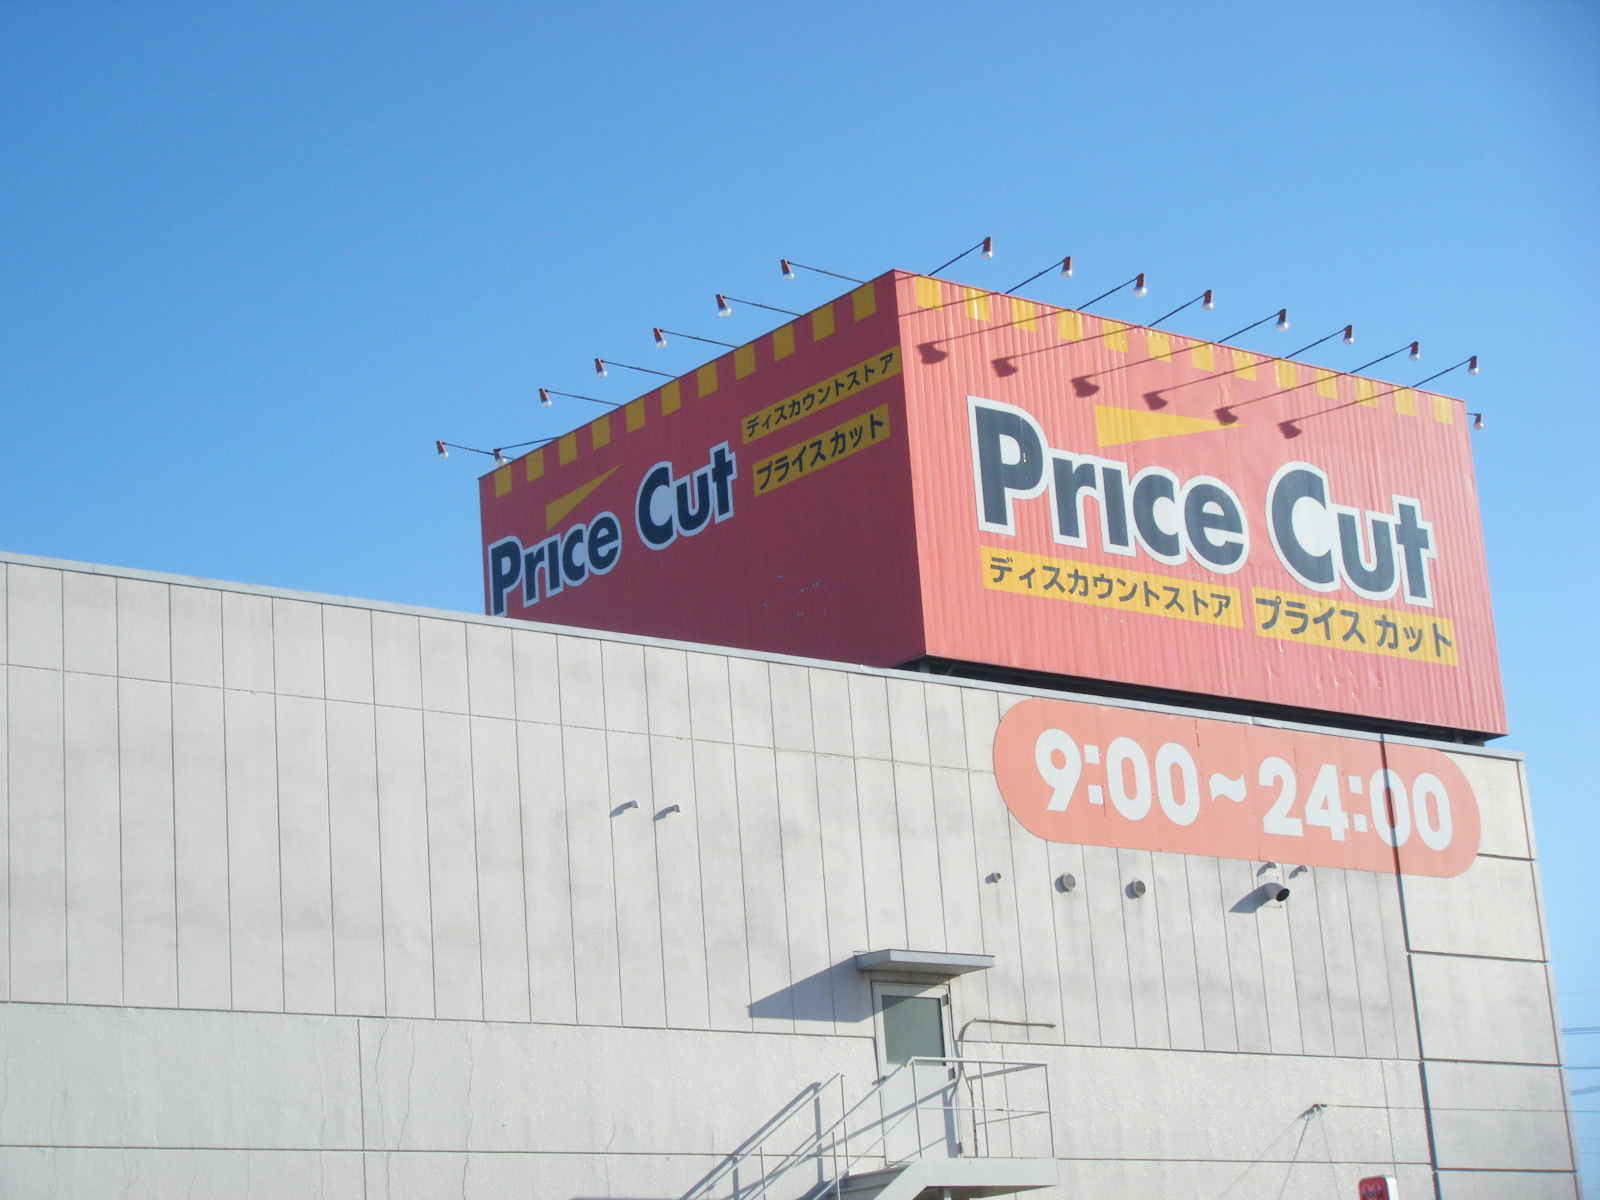 Price Cut
ディスカウントストア
プライスカット
Price Cut
ディスカウントストア プライスカット
9:00~24:00